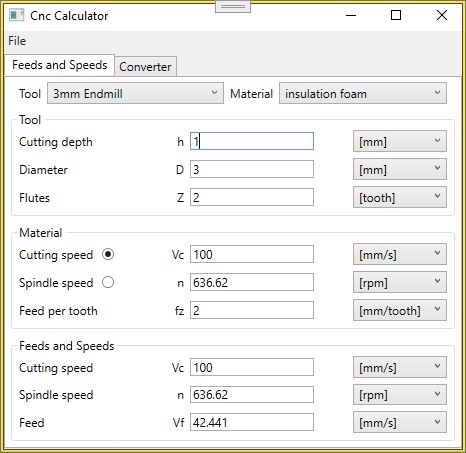 Cnc Calculator
File
Feeds and Speeds Converter
Tool 3mm Endmill Material insulation foam
Tool
Cutting depth h 1 [mm]
Diameter D 3 [mm]
Flutes Z 2 [tooth]
Material
Cutting speed Vc 100 [mm/s]
Spindle speed n 636.62 [rpm]
Feed per tooth fz 2 [mm/tooth]
Feeds and Speeds
Cutting speed Vc 100 [mm/s]
Spindle speed n 636.62 [rpm]
Feed Vf 42.441 [mm/s]